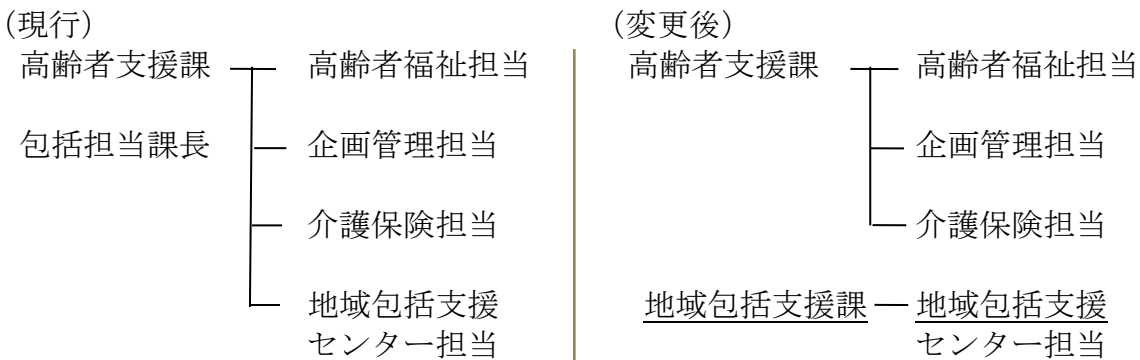 (現行)
高齢者支援課 高齢者福祉担当
包括担当課長 企画管理担当
介護保険担当
地域包括支援
センター担当
(変更後)
高齢者支援課 高齢者福祉担当
企画管理担当
介護保険担当
地域包括支援課 地域包括支援
センター担当